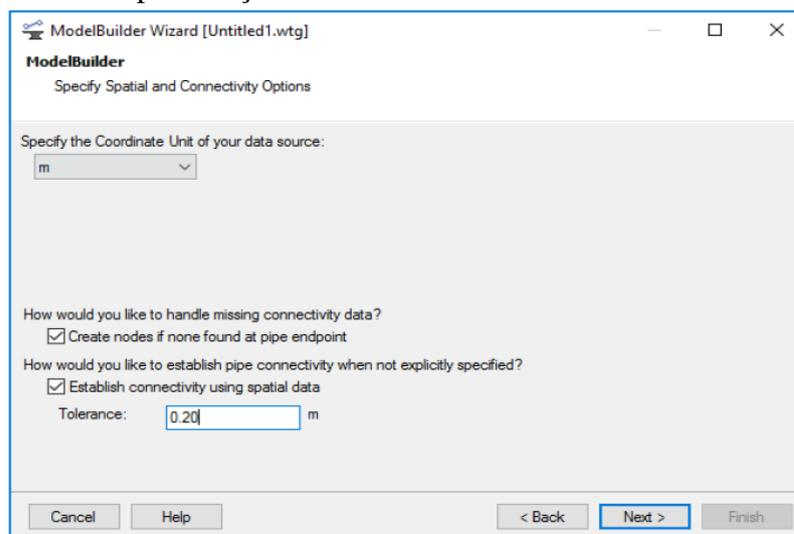 ModelBuilder Wizard [Untitled1.wtg]
ModelBuilder
Specify Spatial and Connectivity Options
Specify the Coordinate Unit of your data source:
m
How would you like to handle missing connectivity data?
Create nodes if none found at pipe endpoint
How would you like to establish pipe connectivity when not explicitly specified?
Establish connectivity using spatial data
Tolerance: 0.20 m
Cancel Help < Back Next > Finish